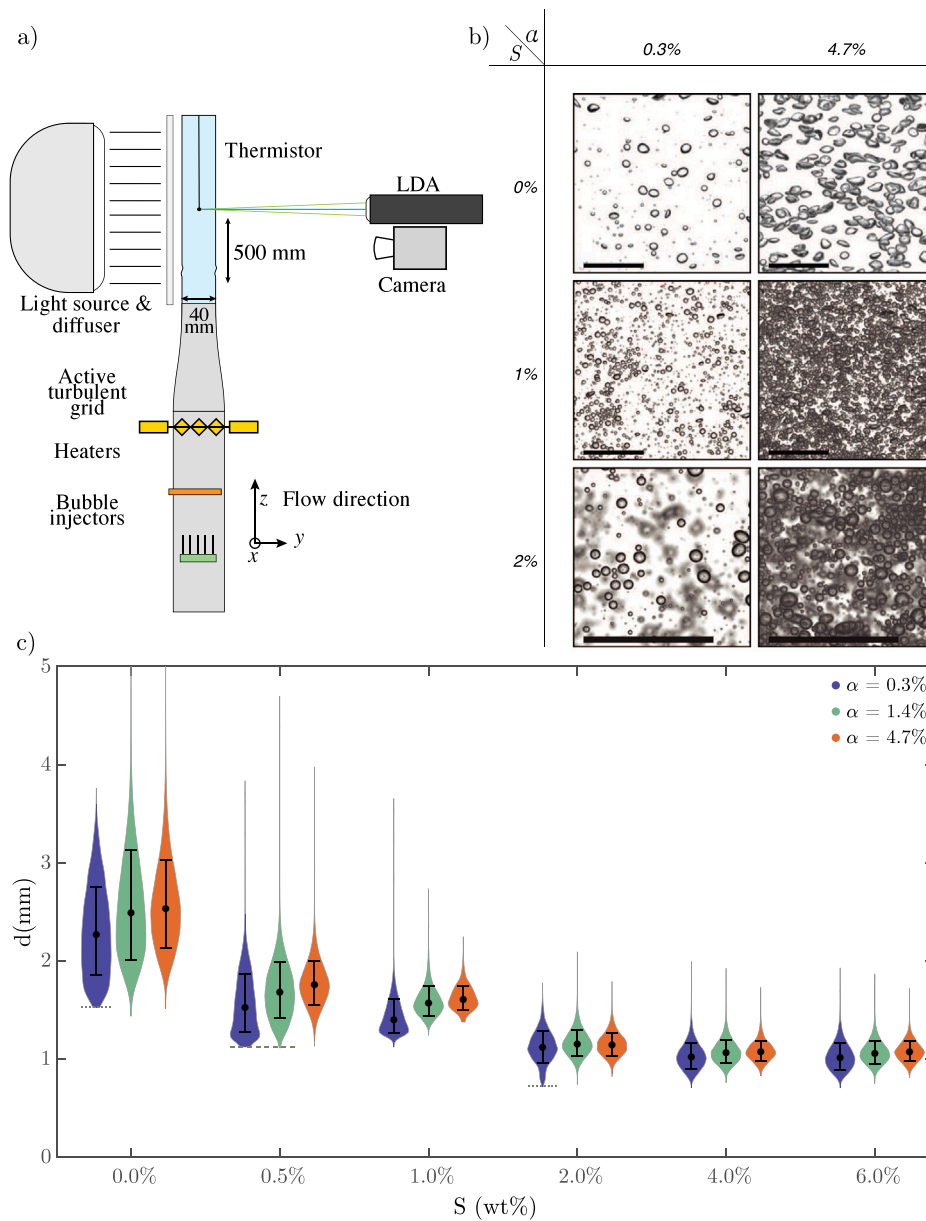 a)
Thermistor
LDA
500 mm
Camera
Light source &
diffuser
40
mm
Active
turbulent
grid
Heaters
Bubble
injectors
z
Flow direction
y
x
b)
α
S
0.3%
4.7%
0%
1%
2%
c)
5
4
3
2
1
0
d(mm)
α = 0.3%
α = 1.4%
α = 4.7%
0.0%
0.5%
1.0%
2.0%
4.0%
6.0%
S (wt%)